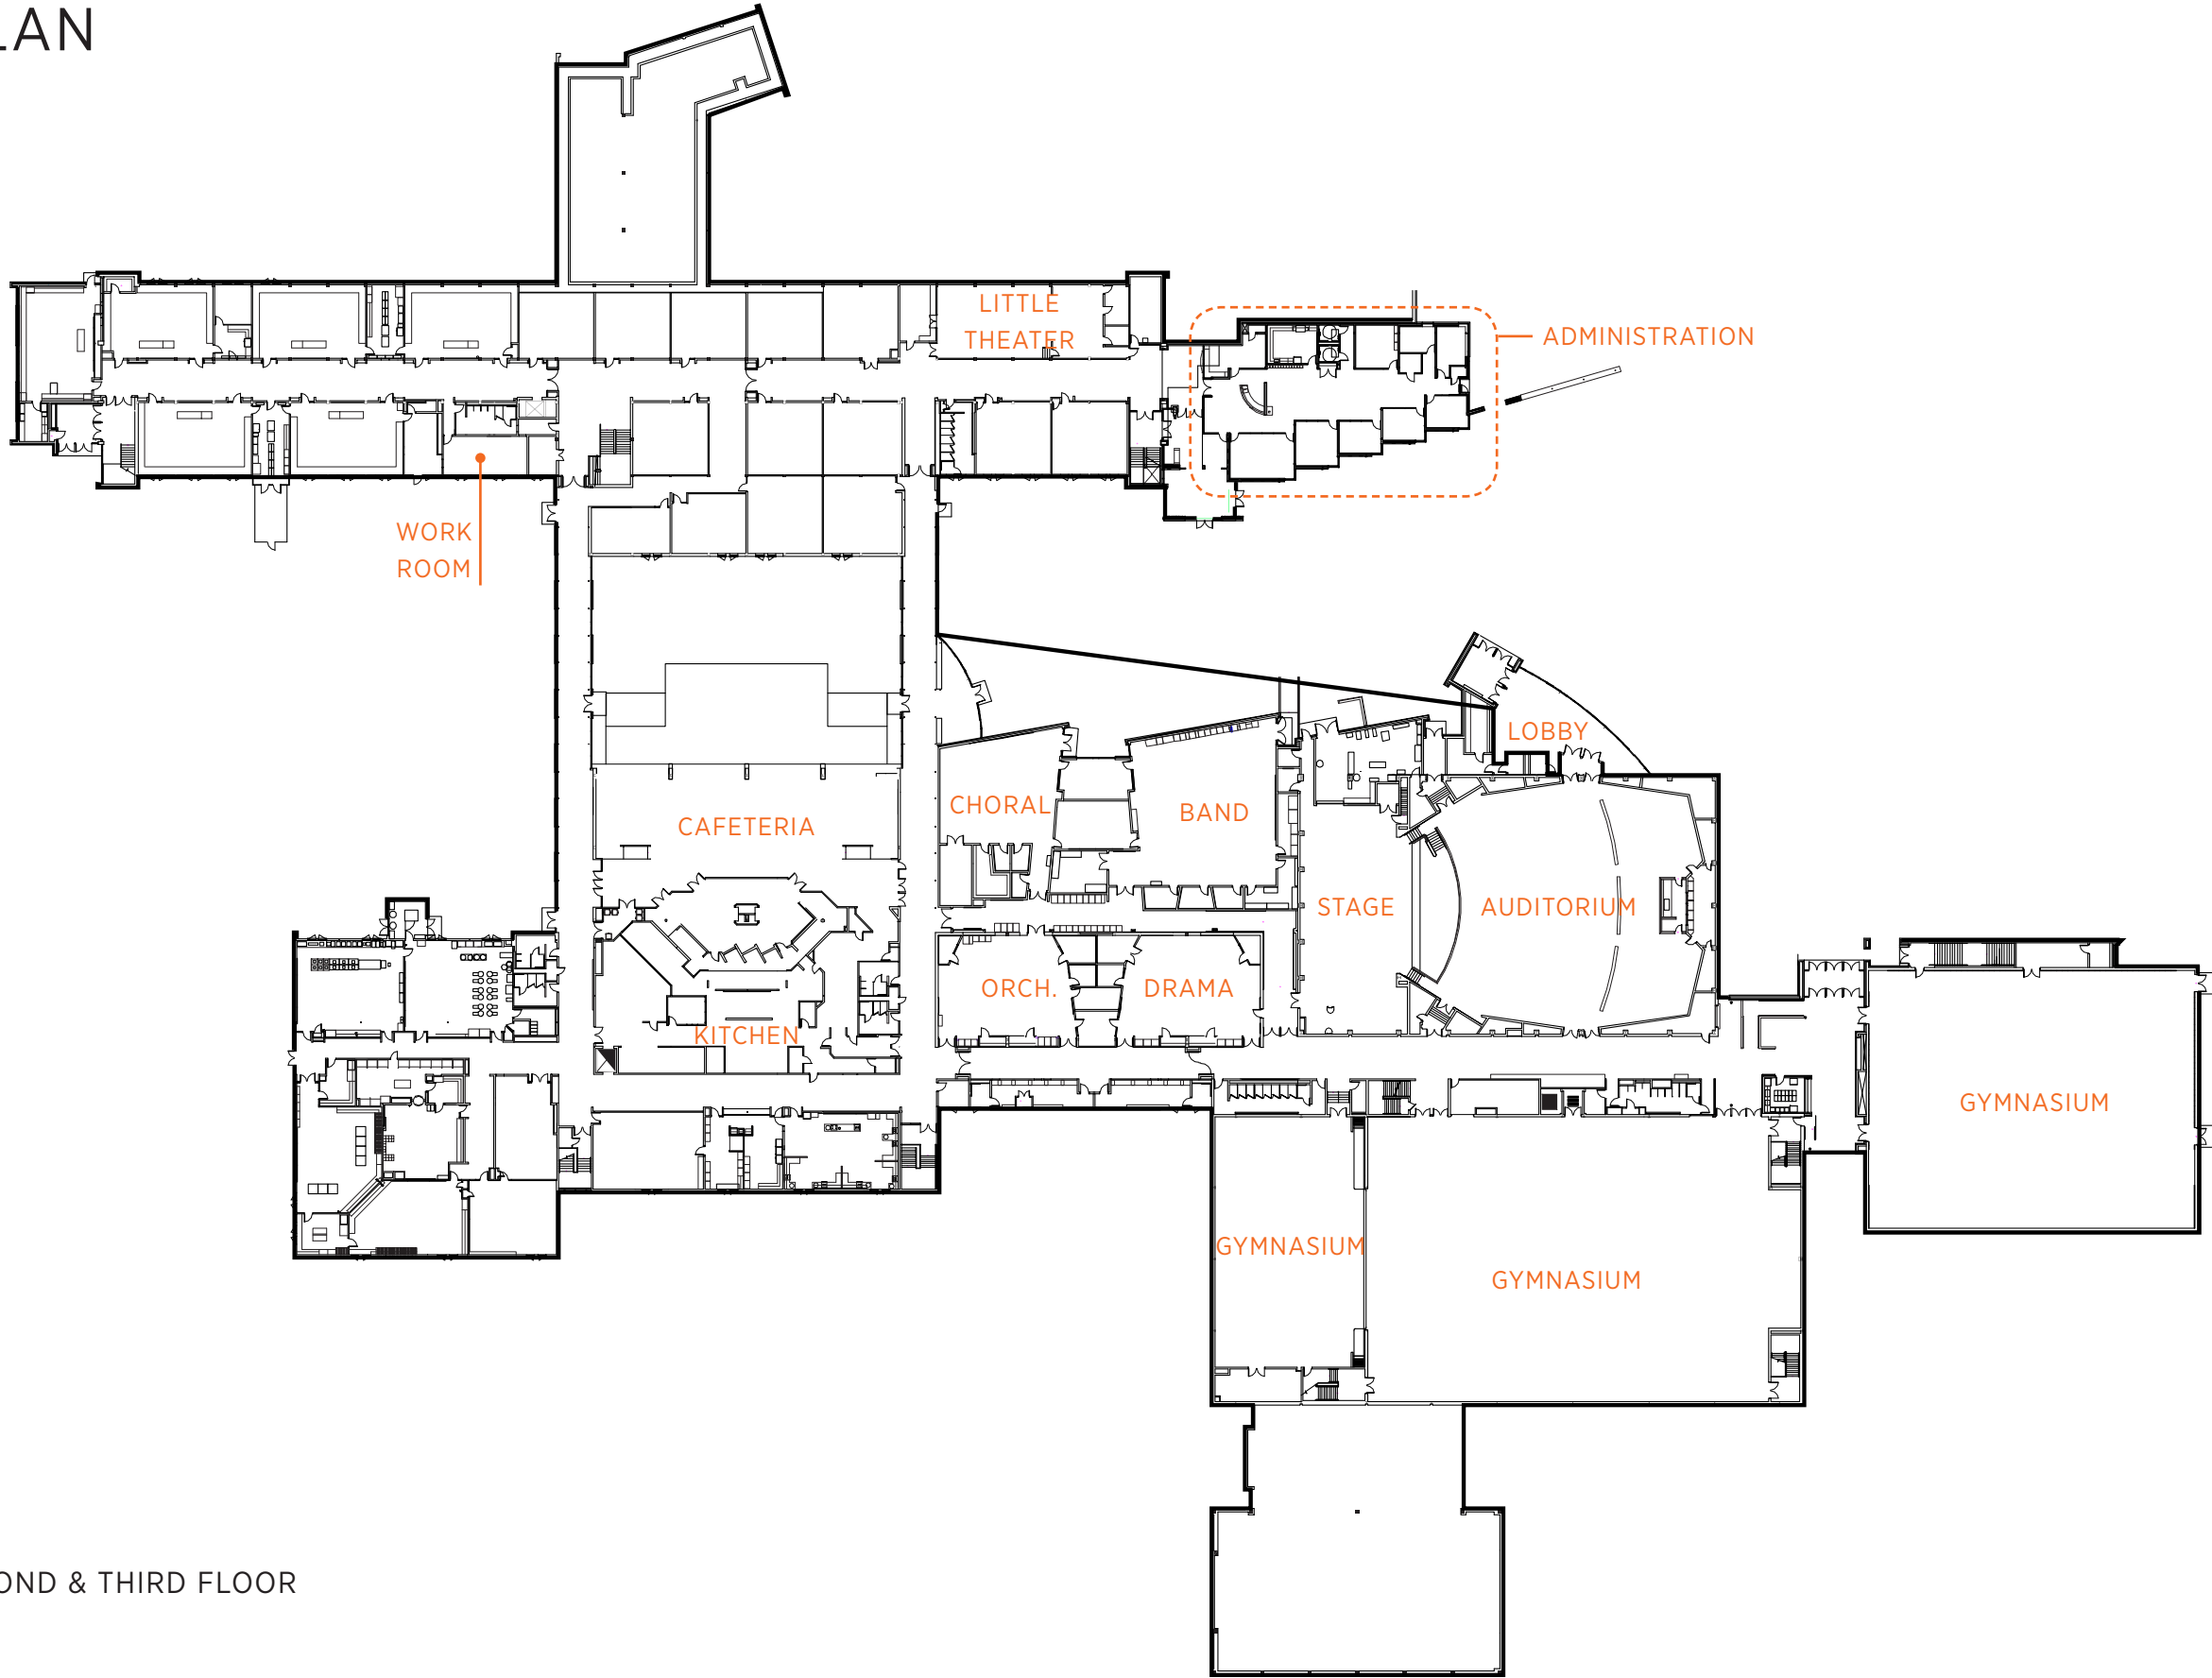 LAN
LITTLE
THEATER
ADMINISTRATION
WORK
ROOM
LOBBY
CHORAL
BAND
CAFETERIA
STAGE
AUDITORIUM
ORCH.
DRAMA
KITCHEN
GYMNASIUM
GYMNASIUM
GYMNASIUM
OND & THIRD FLOOR